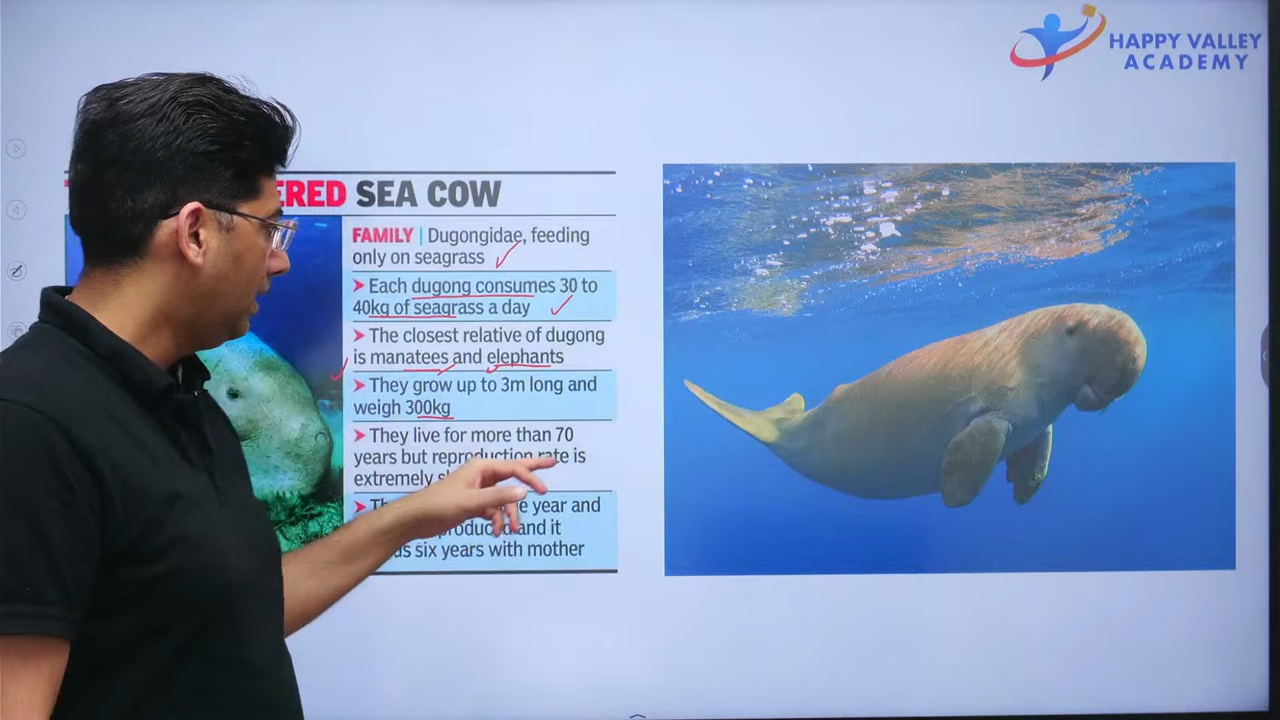 HAPPY VALLEY
ACADEMY
ERED SEA COW
FAMILY | Dugongidae, feeding
only on seagrass
➤ Each dugong consumes 30 to
40kg of seagrass a day
➤ The closest relative of dugong
is manatees and elephants
➤ They grow up to 3m long and
weigh 300kg
➤ They live for more than 70
years but reproduction rate is
extremely
➤ e year and
and it
six years with mother